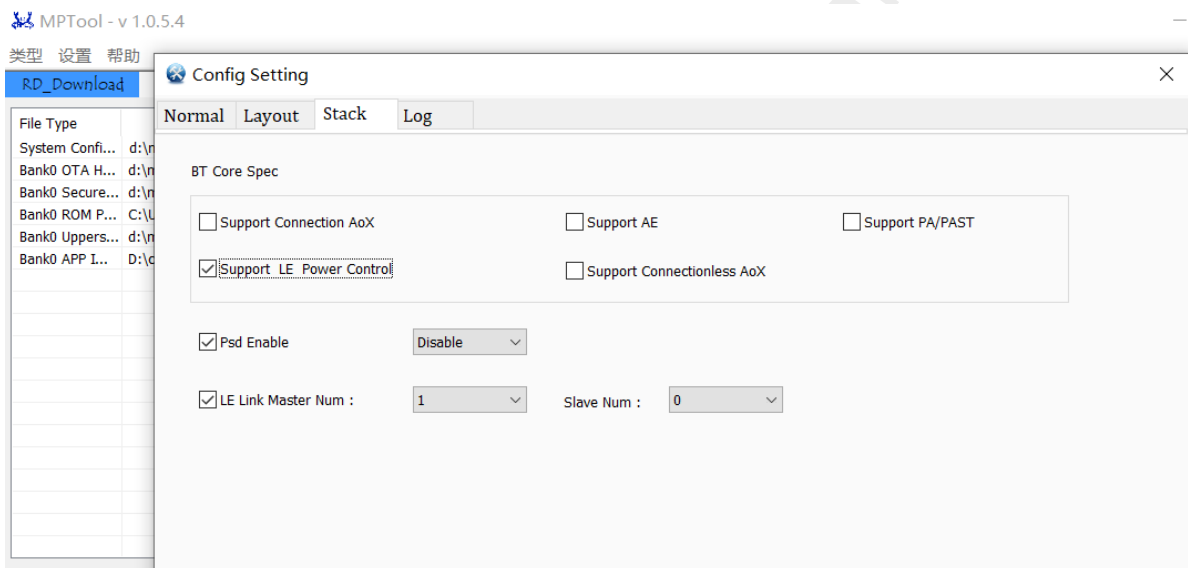 MPTool - v 1.0.5.4
类型 设置 帮助
RD_Download
Config Setting
Normal Layout Stack Log
File Type
System Confi... d:\n
Bank0 OTA H... d:\n
Bank0 Secure... d:\n
Bank0 ROM P... C:\U
Bank0 Uppers... d:\n
Bank0 APP I... D:\c
BT Core Spec
Support Connection AoX Support AE Support PA/PAST
Support LE Power Control Support Connectionless AoX
Psd Enable Disable
LE Link Master Num : 1 Slave Num : 0